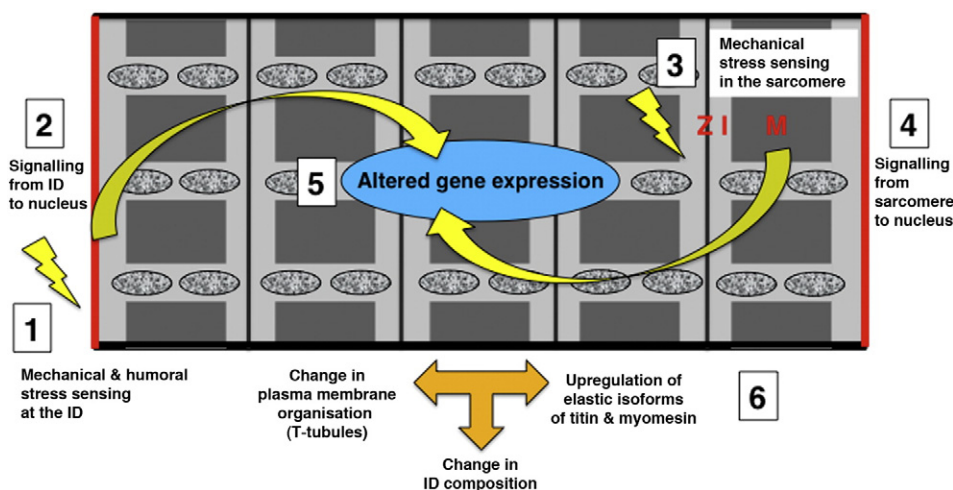 3
Mechanical
stress sensing
in the sarcomere
2
Signalling
from ID
to nucleus
Z I M
4
Signalling
from
sarcomere
to nucleus
5
Altered gene expression
1
Mechanical & humoral
stress sensing
at the ID
Change in
plasma membrane
organisation
(T-tubules)
Upregulation of
elastic isoforms
of titin & myomesin
6
Change in
ID composition